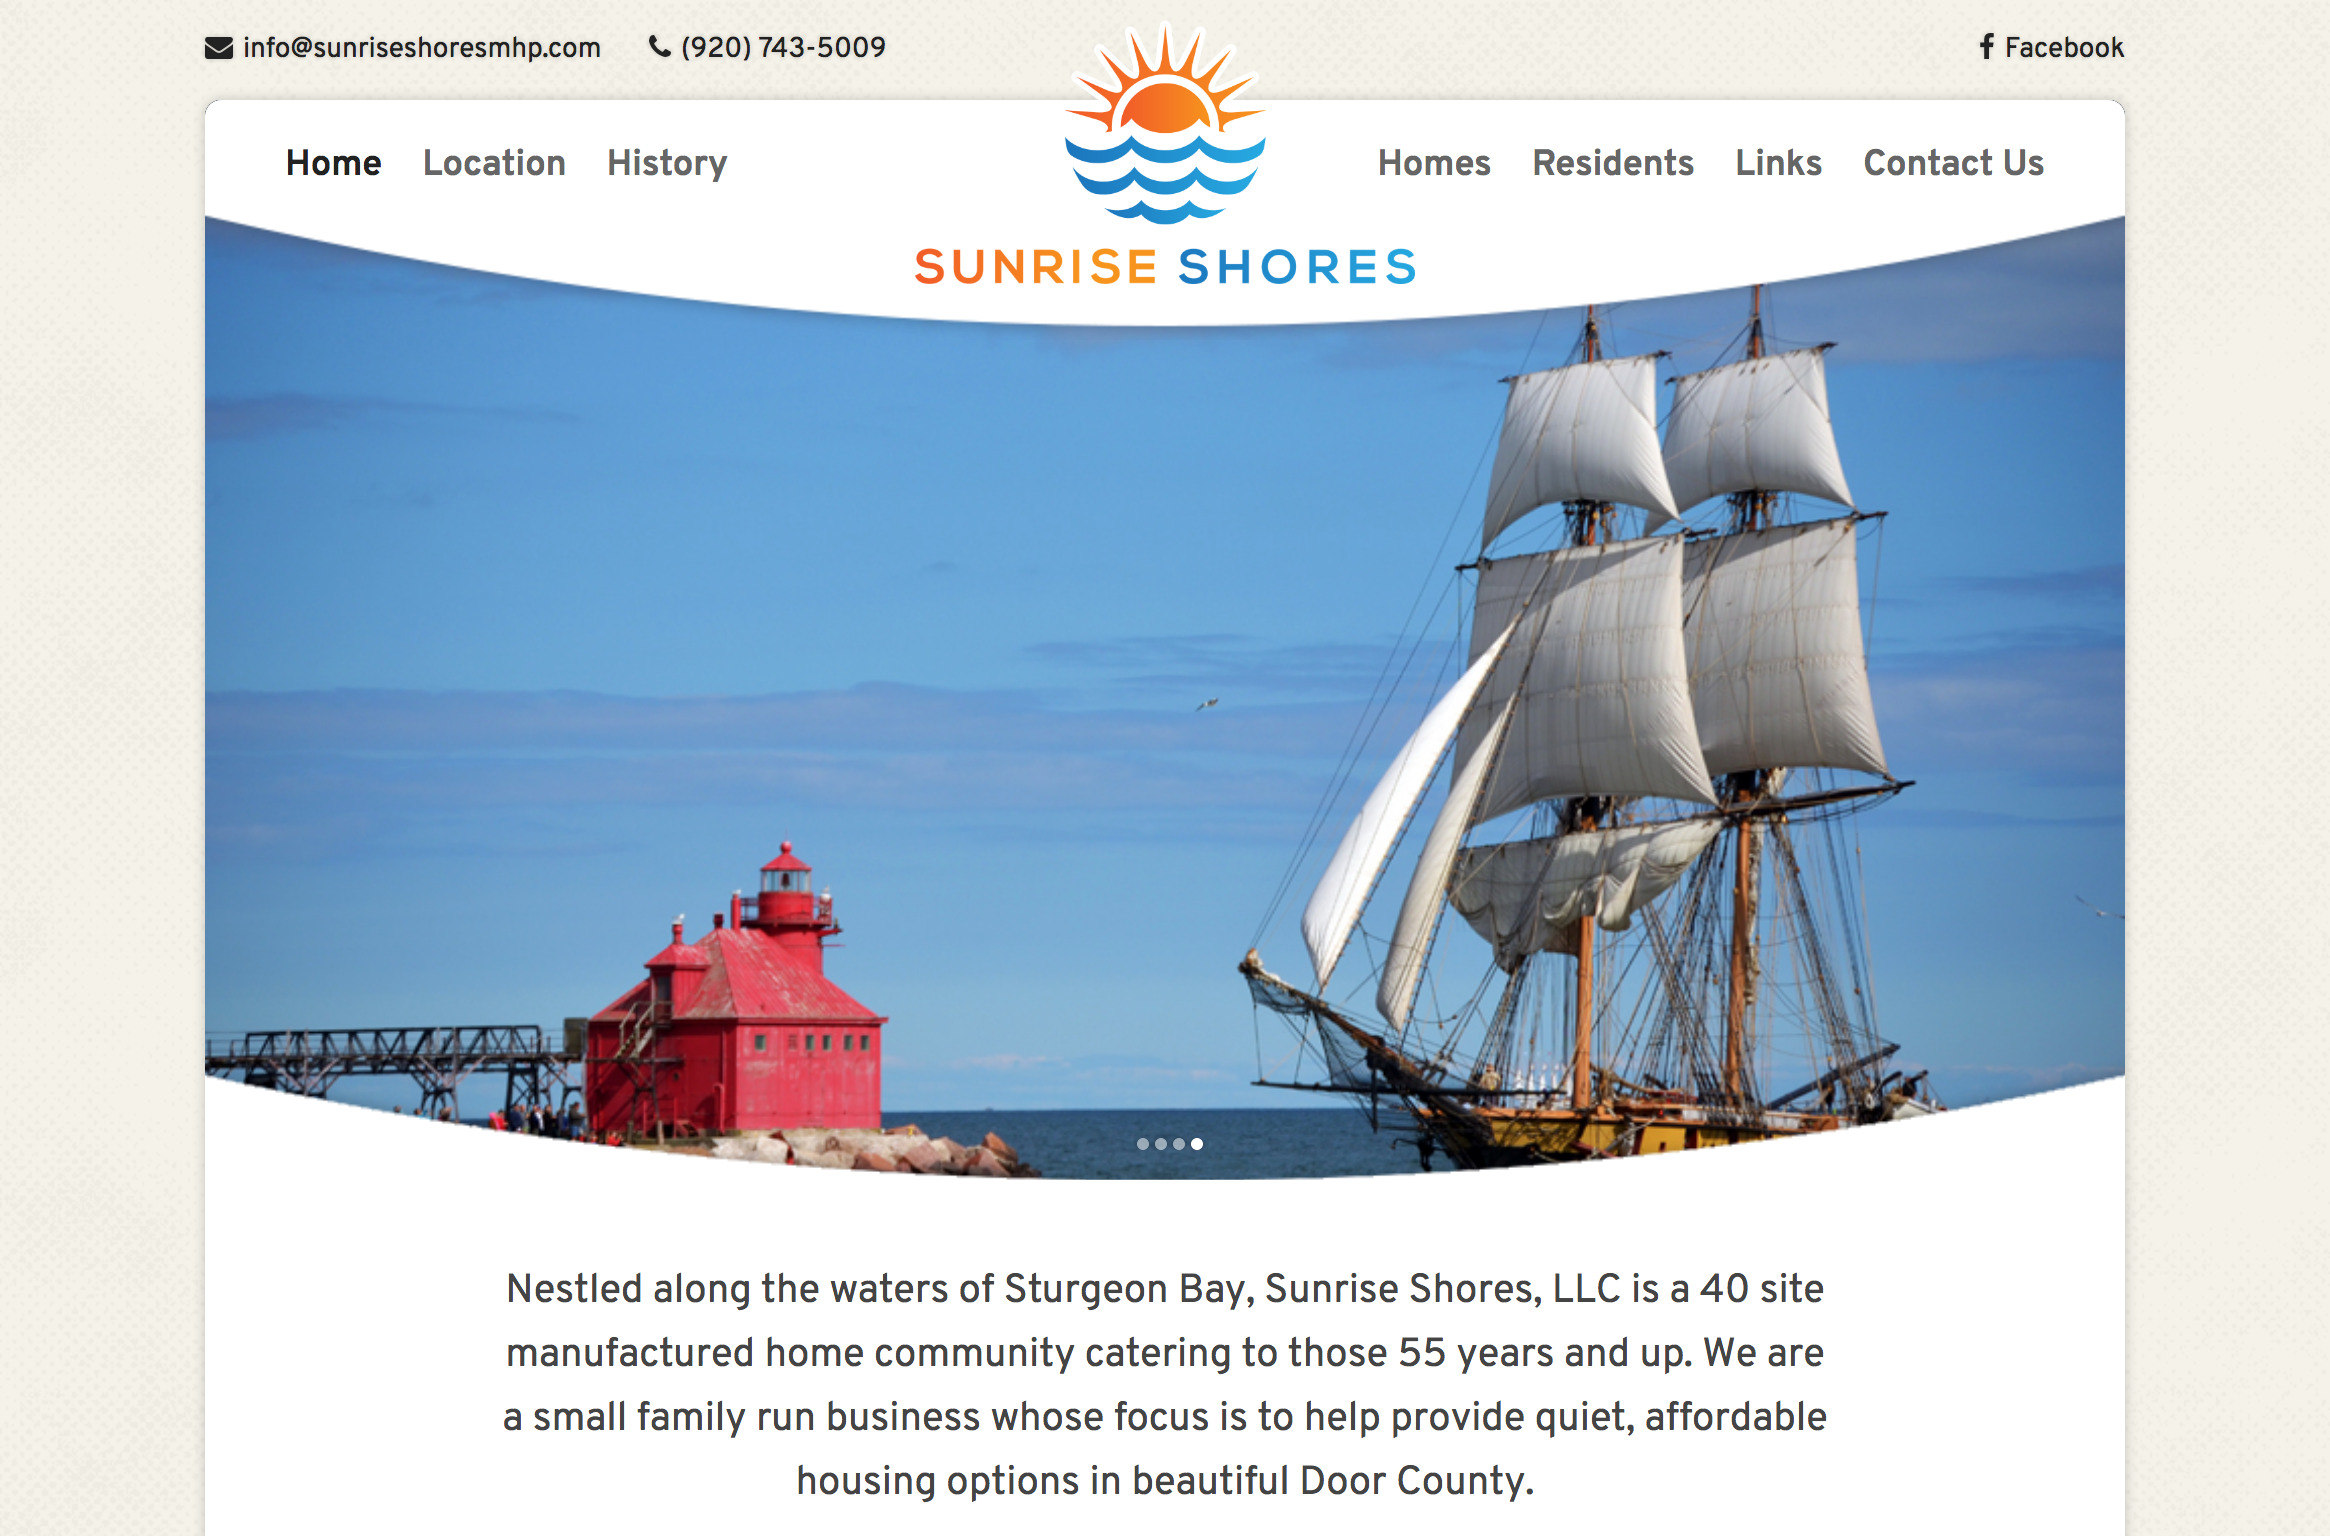 info@sunriseshoresmhp.com (920) 743-5009 Facebook
Home Location History Homes Residents Links Contact Us
SUNRISE SHORES
Nestled along the waters of Sturgeon Bay, Sunrise Shores, LLC is a 40 site
manufactured home community catering to those 55 years and up. We are
a small family run business whose focus is to help provide quiet, affordable
housing options in beautiful Door County.